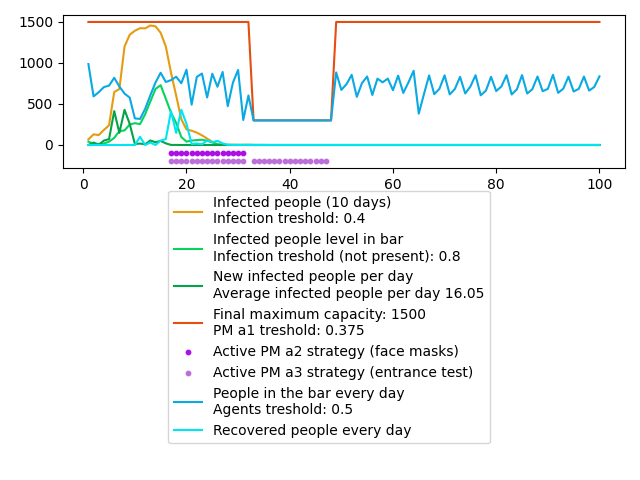 1500
1000
500
0
0 20 40 60 80 100
Infected people (10 days)
Infection treshold: 0.4
Infected people level in bar
Infection treshold (not present): 0.8
New infected people per day
Average infected people per day 16.05
Final maximum capacity: 1500
PM a1 treshold: 0.375
Active PM a2 strategy (face masks)
Active PM a3 strategy (entrance test)
People in the bar every day
Agents treshold: 0.5
Recovered people every day